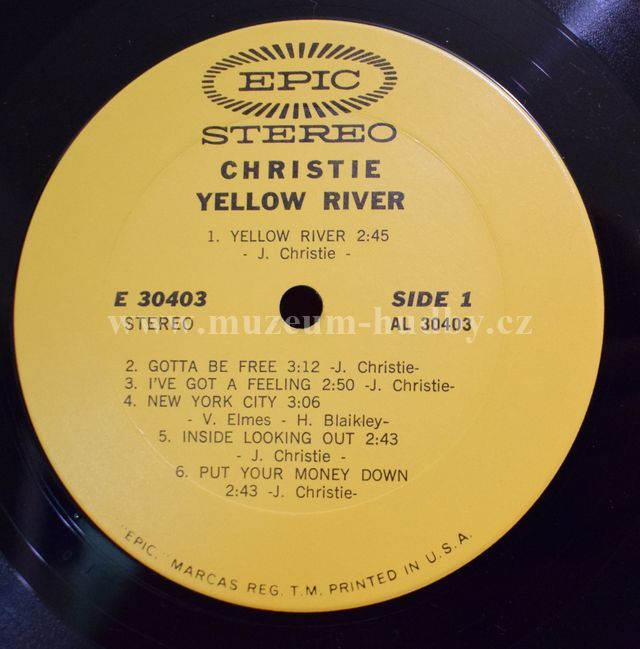 EPIC
STEREO
CHRISTIE
YELLOW RIVER
1. YELLOW RIVER 2:45
- J. Christie -
E 30403
STEREO
SIDE 1
AL 30403
www.muzeum-hudby.cz
2. GOTTA BE FREE 3:12 -J. Christie-
3. I'VE GOT A FEELING 2:50 -J. Christie-
4. NEW YORK CITY 3:06
- V. Elmes - H. Blaikley-
5. INSIDE LOOKING OUT 2:43
- J. Christie -
6. PUT YOUR MONEY DOWN
2:43 -J. Christie-
"EPIC," MARCAS REG. T.M. PRINTED IN U.S.A.